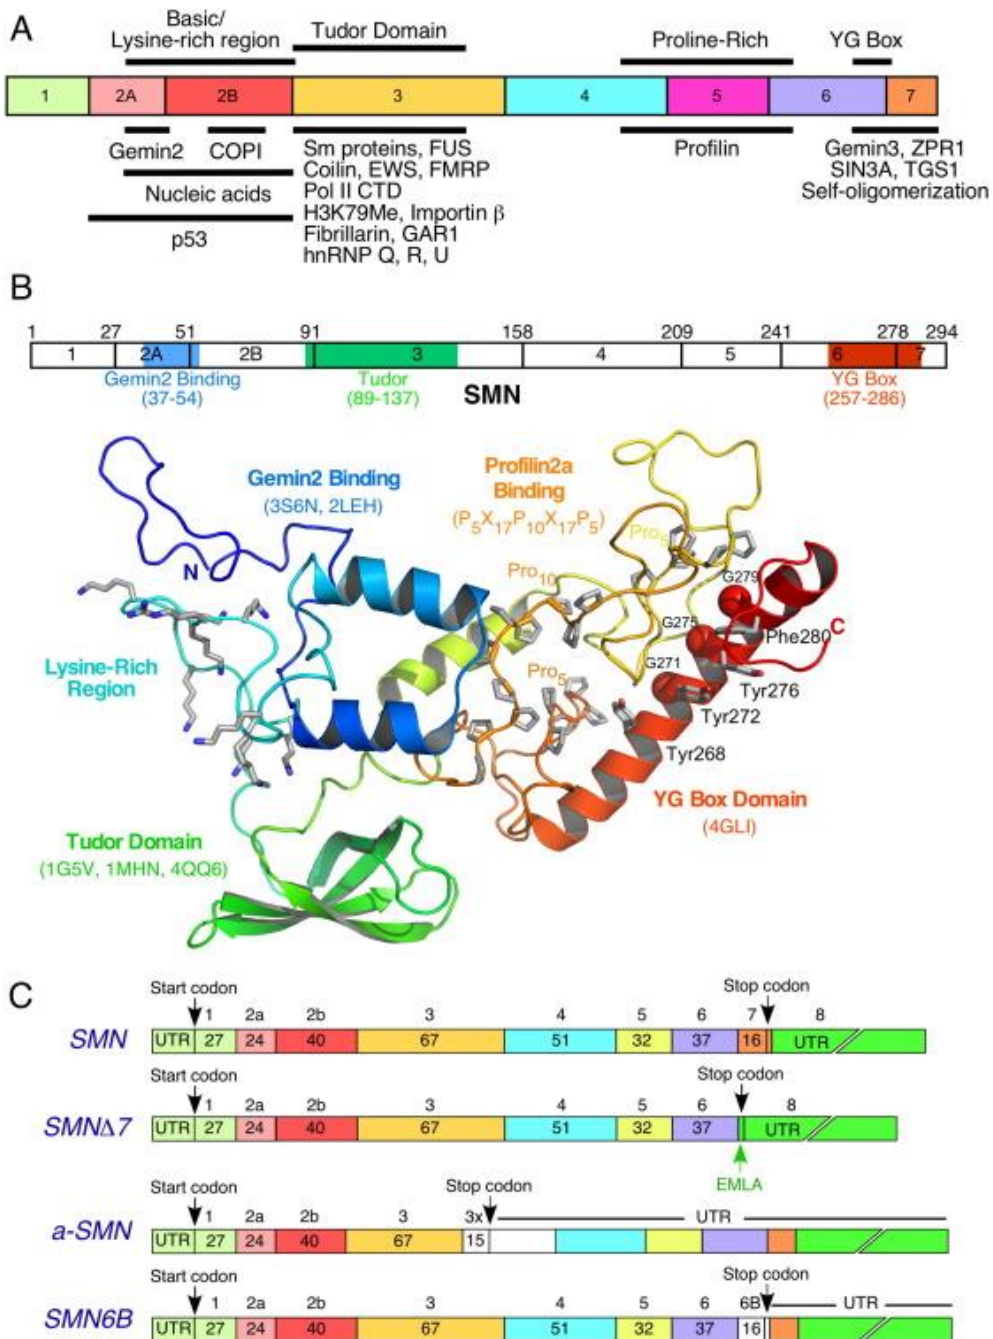 A
Basic/
Lysine-rich region
Tudor Domain
Proline-Rich
YG Box
1 2A 2B 3 4 5 6 7
Gemin2 COPI
Nucleic acids
p53
Sm proteins, FUS
Coilin, EWS, FMRP
Pol II CTD
H3K79Me, Importin β
Fibrillarin, GAR1
hnRNP Q, R, U
Profilin
Gemin3, ZPR1
SIN3A, TGS1
Self-oligomerization
B
1 27 51 91 158 209 241 278 294
1 2A 2B 3 4 5 6 7
Gemin2 Binding
(37-54)
Tudor
(89-137)
SMN
YG Box
(257-286)
Gemin2 Binding
(3S6N, 2LEH)
Profilin2a
Binding
(P5X17P10X17P5)
N
Pro5
Pro10
Pro5
G279
G275
G271
Phe280
C
Tyr276
Tyr272
Tyr268
Lysine-Rich
Region
YG Box Domain
(4GLI)
Tudor Domain
(1G5V, 1MHN, 4QQ6)
C
Start codon Stop codon
1 2a 2b 3 4 5 6 7 8
SMN UTR 27 24 40 67 51 32 37 16 UTR
Start codon Stop codon
1 2a 2b 3 4 5 6 8
SMNΔ7 UTR 27 24 40 67 51 32 37 UTR
EMLA
Start codon Stop codon
1 2a 2b 3 3x UTR
a-SMN UTR 27 24 40 67 15
Start codon Stop codon
1 2a 2b 3 4 5 6 6B UTR
SMN6B UTR 27 24 40 67 51 32 37 16